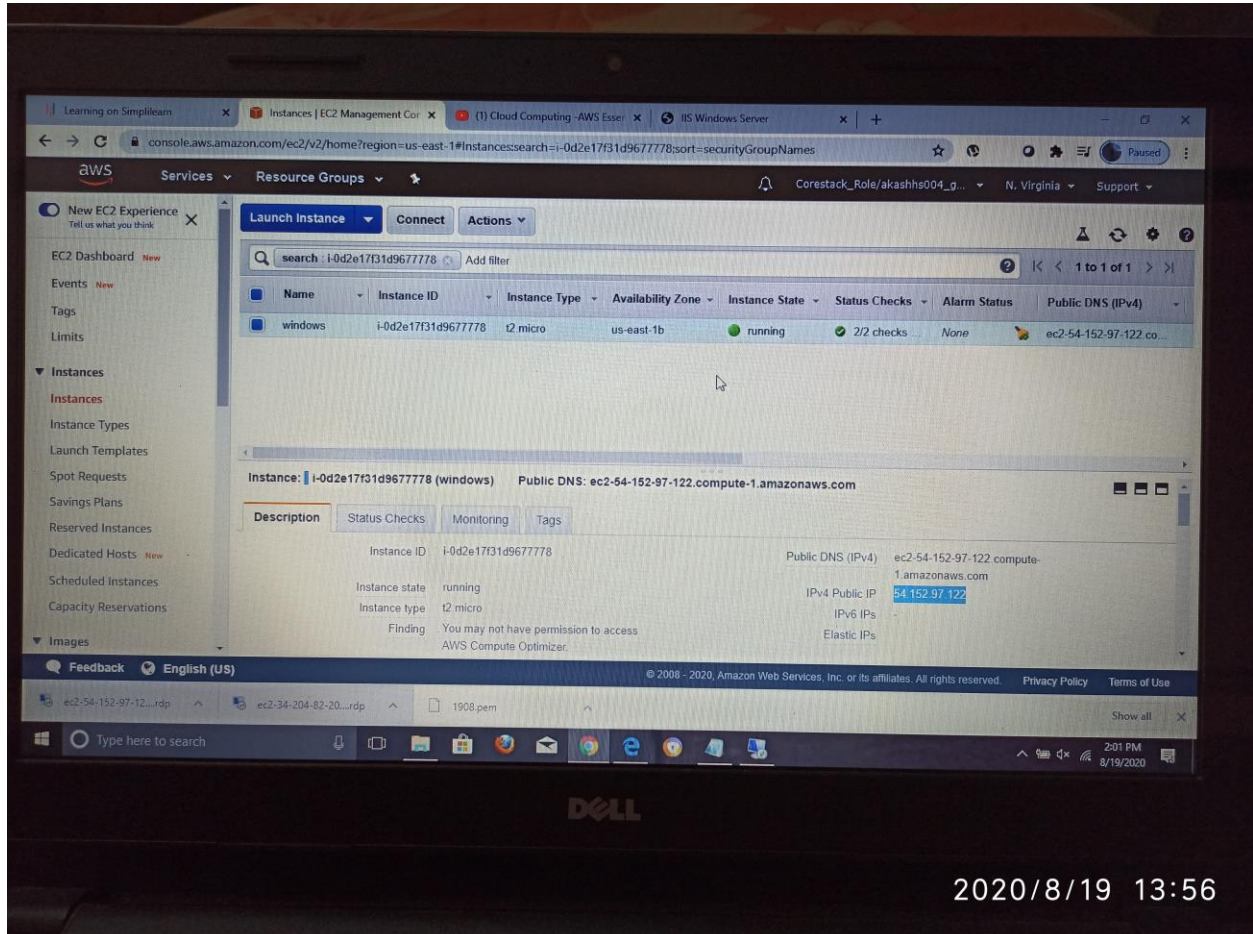 Learning on Simplilearn
Instances | EC2 Management Cor
(1) Cloud Computing -AWS Esser
IIS Windows Server
console.aws.amazon.com/ec2/v2/home?region=us-east-1#Instances:search=i-0d2e17f31d9677778;sort=securityGroupNames
Paused
aws Services Resource Groups Corestack_Role/akashhs004_g... N. Virginia Support
New EC2 Experience
Tell us what you think
EC2 Dashboard New
Events New
Tags
Limits
Instances
Instances
Instance Types
Launch Templates
Spot Requests
Savings Plans
Reserved Instances
Dedicated Hosts New
Scheduled Instances
Capacity Reservations
Images
Launch Instance Connect Actions
search : i-0d2e17f31d9677778 Add filter 1 to 1 of 1
Name Instance ID Instance Type Availability Zone Instance State Status Checks Alarm Status Public DNS (IPv4)
windows i-0d2e17f31d9677778 t2.micro us-east-1b running 2/2 checks ... None ec2-54-152-97-122.co...
Instance: i-0d2e17f31d9677778 (windows) Public DNS: ec2-54-152-97-122.compute-1.amazonaws.com
Description Status Checks Monitoring Tags
Instance ID i-0d2e17f31d9677778
Instance state running
Instance type t2.micro
Finding You may not have permission to access
AWS Compute Optimizer.
Public DNS (IPv4) ec2-54-152-97-122.compute-
1.amazonaws.com
IPv4 Public IP 54.152.97.122
IPv6 IPs -
Elastic IPs
Feedback English (US) © 2008 - 2020, Amazon Web Services, Inc. or its affiliates. All rights reserved. Privacy Policy Terms of Use
ec2-54-152-97-12....rdp ec2-34-204-82-20....rdp 1908.pem Show all
Type here to search 2:01 PM
8/19/2020
DELL
2020/8/19 13:56